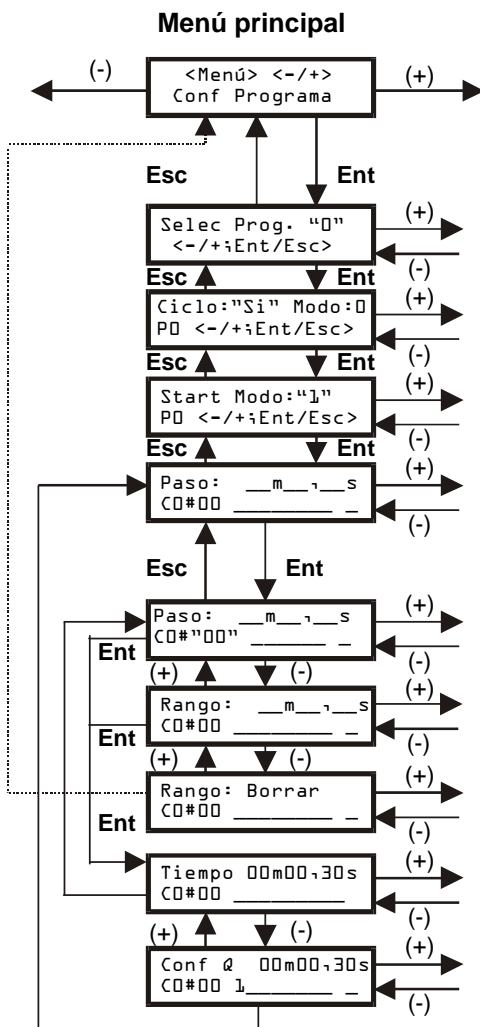 Menú principal
(-)
<Menú> <-/+>
Conf Programa
(+)
Esc
Ent
Selec Prog. “0”
<-/+;Ent/Esc>
(+)
(-)
Esc
Ent
Ciclo:”Si” Modo:0
P0 <-/+;Ent/Esc>
(+)
(-)
Esc
Ent
Start Modo:“1”
P0 <-/+;Ent/Esc>
(+)
(-)
Esc
Ent
Paso: __m__,__s
C0#00 ________ _
(+)
(-)
Esc
Ent
Paso: __m__,__s
C0#”00” ______ _
(+)
(-)
Ent
(+)
(-)
Rango: __m__,__s
C0#00 ________ _
(+)
(-)
Ent
(+)
(-)
Rango: Borrar
C0#00 ________ _
(+)
(-)
Ent
Tiempo 00m00,30s
C0#00 _________
(+)
(-)
(+)
(-)
Conf Q 00m00,30s
C0#00 1_______ _
(+)
(-)